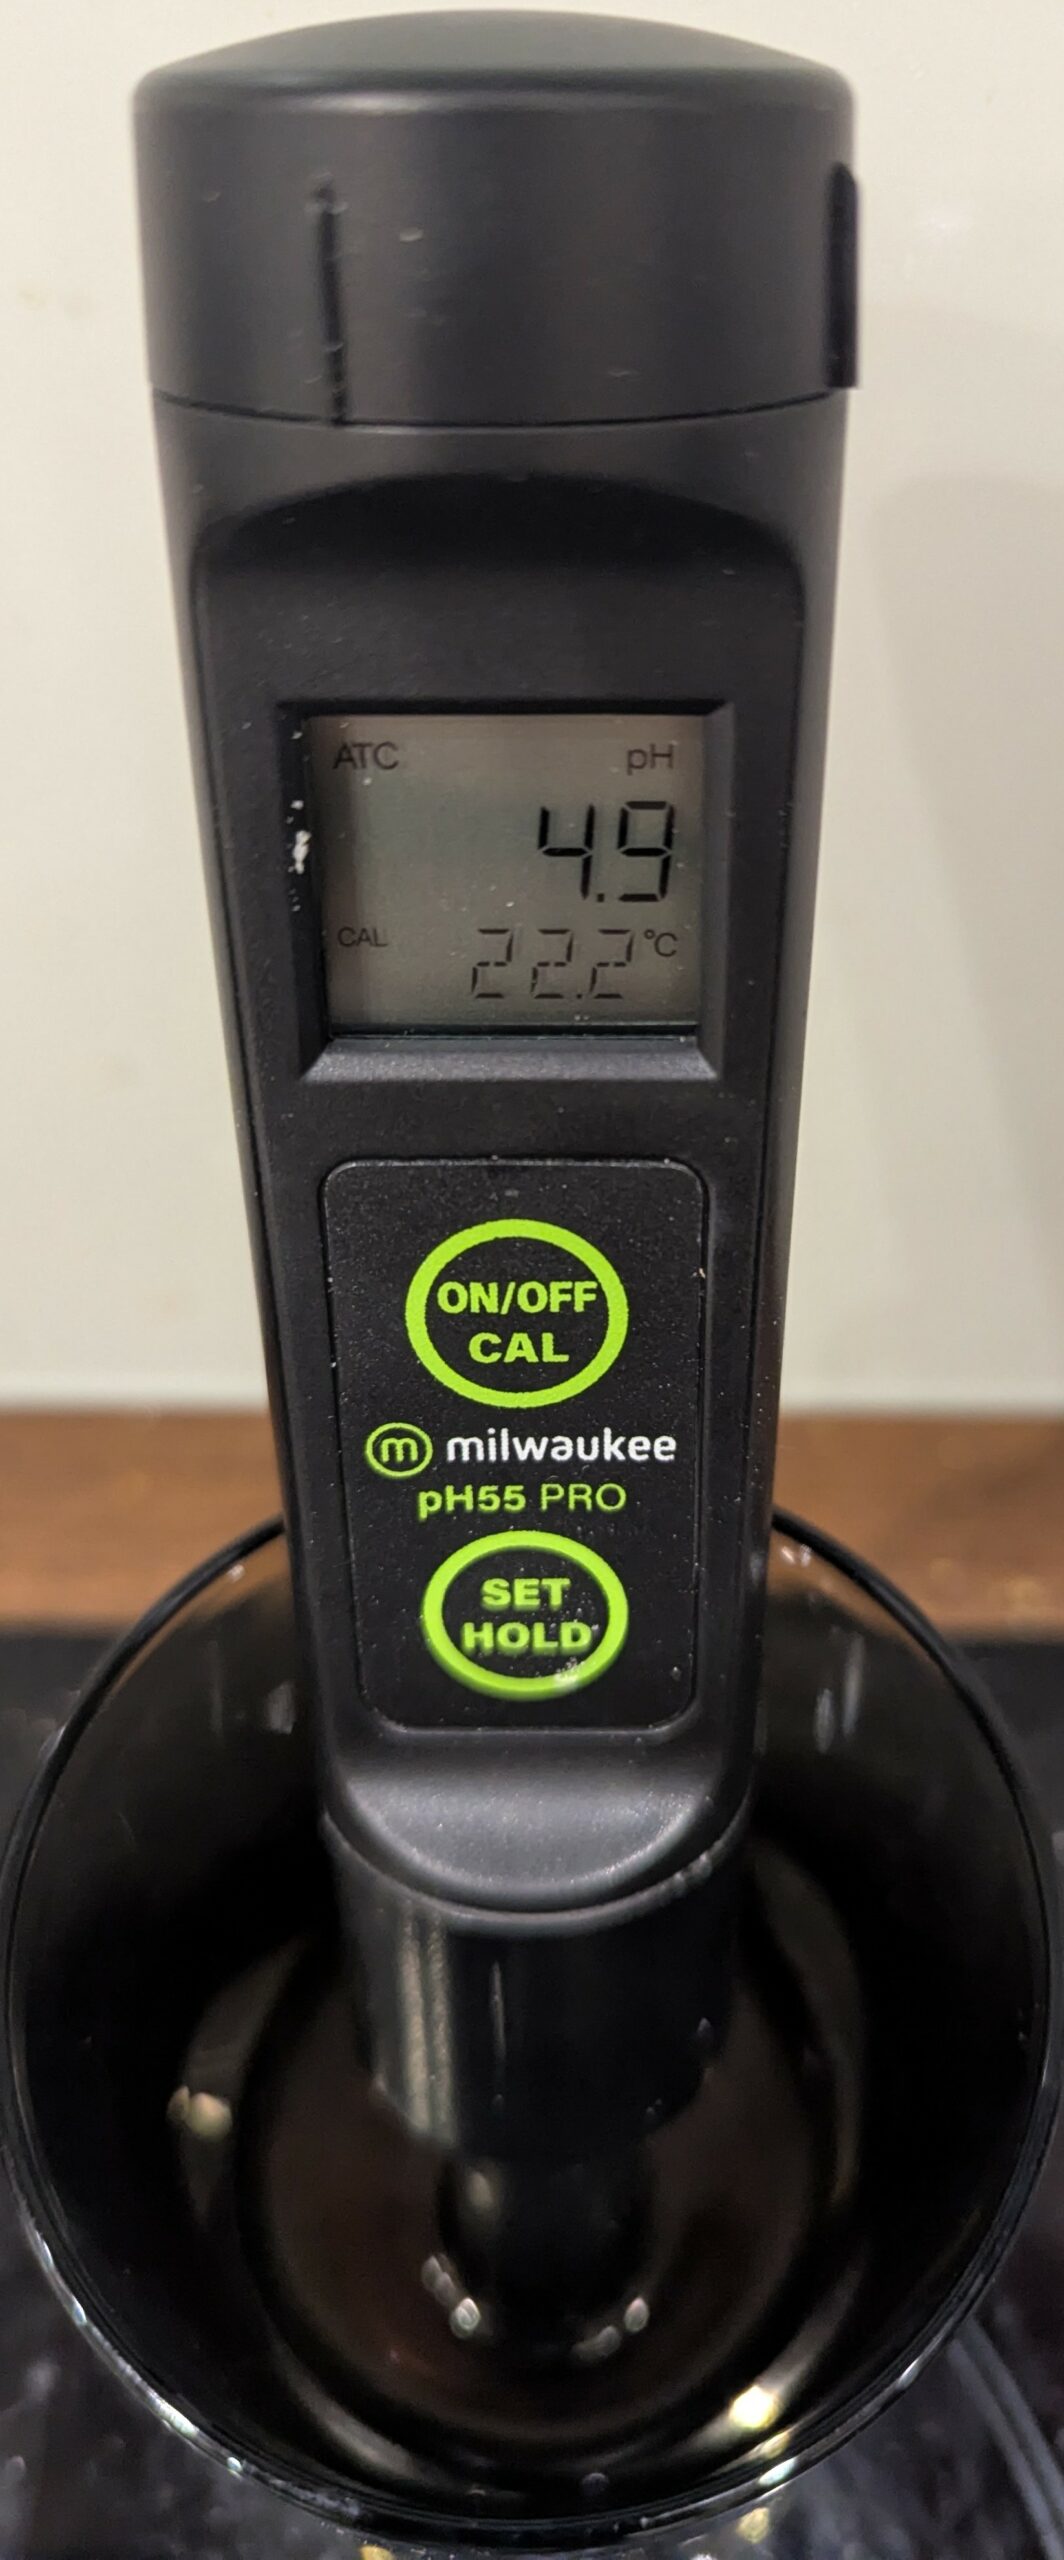 ATC pH
4.9
CAL 22.2 °C
ON/OFF
CAL
m milwaukee
pH55 PRO
SET
HOLD